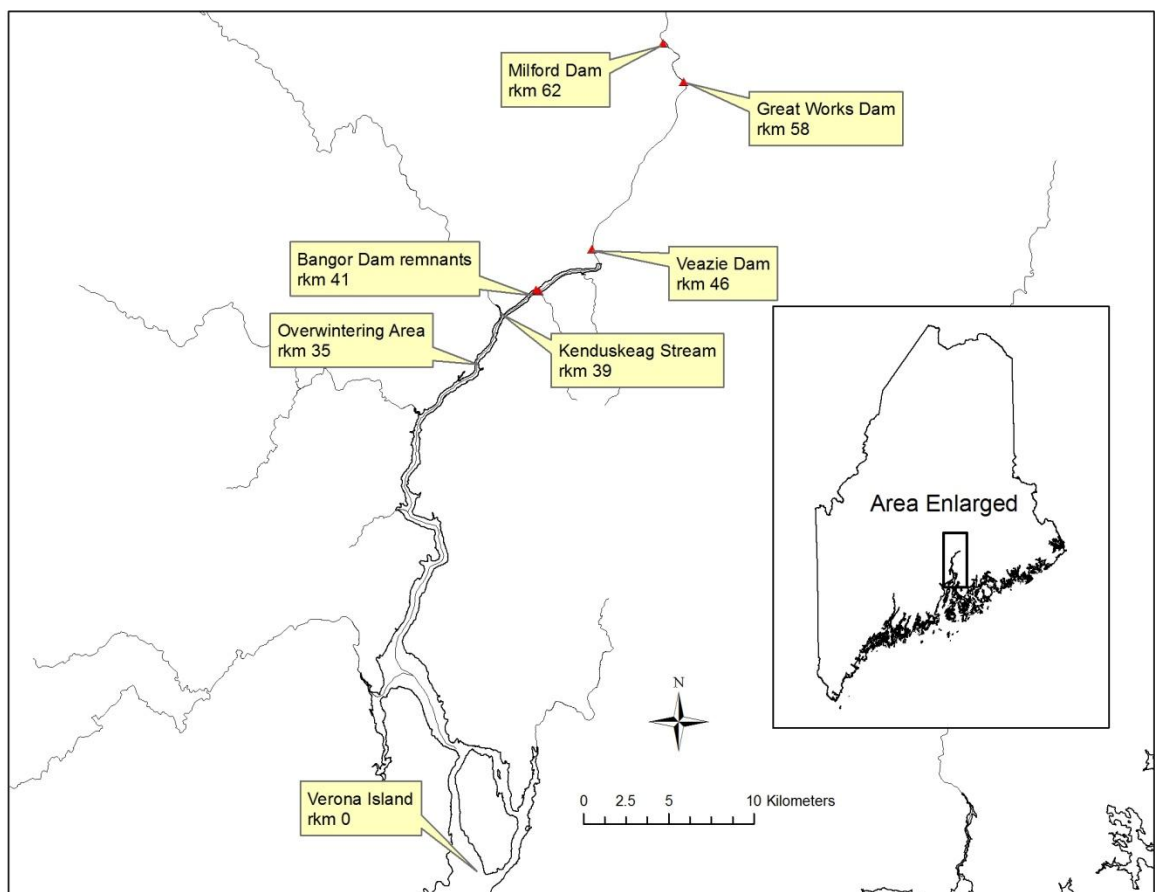 Milford Dam
rkm 62
Great Works Dam
rkm 58
Bangor Dam remnants
rkm 41
Veazie Dam
rkm 46
Overwintering Area
rkm 35
Kenduskeag Stream
rkm 39
Area Enlarged
N
Verona Island
rkm 0
0 2.5 5 10 Kilometers